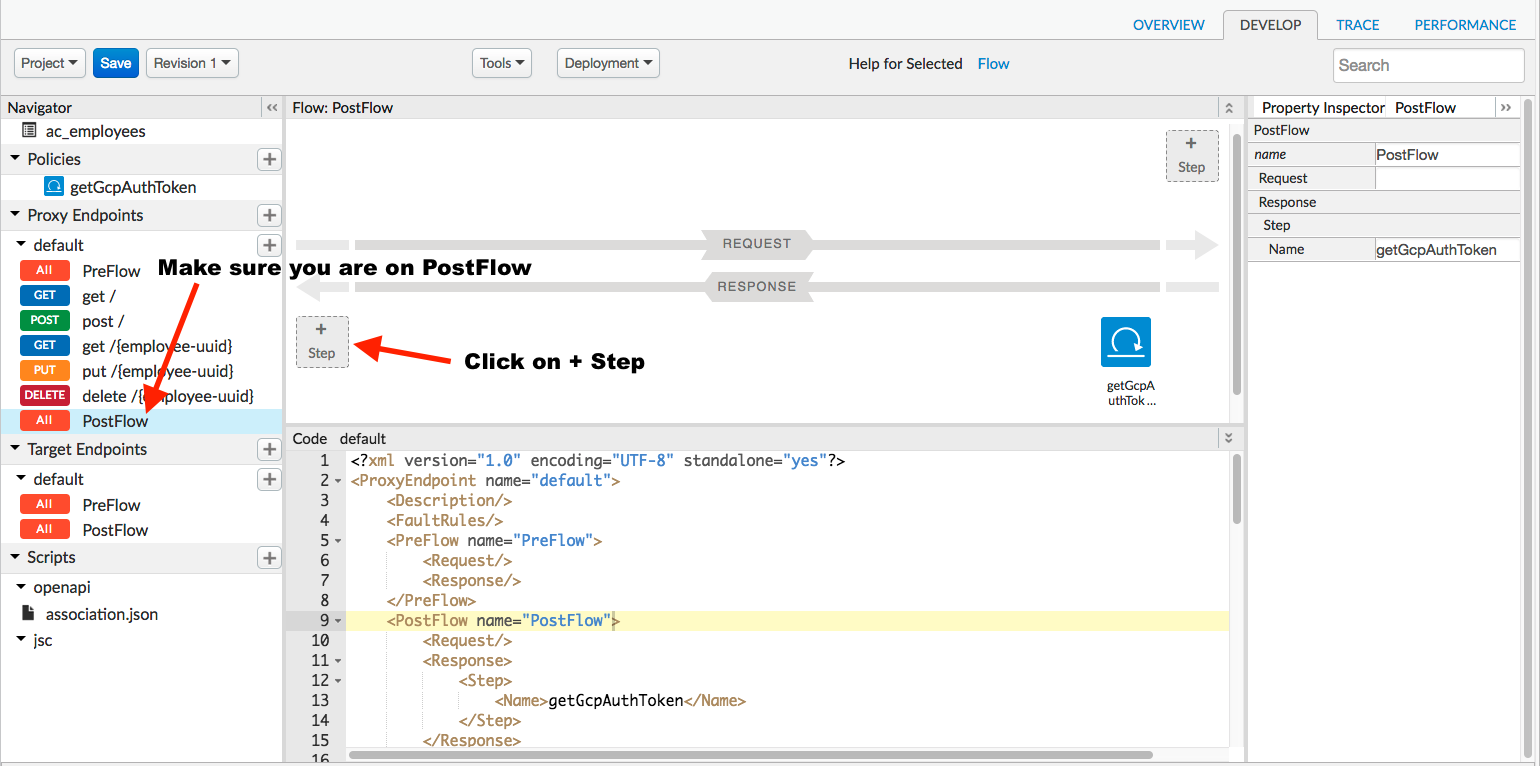 OVERVIEW DEVELOP TRACE PERFORMANCE
Project Save Revision 1 Tools Deployment Help for Selected Flow Search
Navigator
ac_employees
Policies
getGcpAuthToken
Proxy Endpoints
default
All PreFlow
GET get /
POST post /
GET get /{employee-uuid}
PUT put /{employee-uuid}
DELETE delete /{employee-uuid}
All PostFlow
Target Endpoints
default
All PreFlow
All PostFlow
Scripts
openapi
association.json
jsc
Make sure you are on PostFlow
Flow: PostFlow
+
Step
REQUEST
RESPONSE
+
Step
Click on + Step
getGcpA
uthTok ...
Code default
1 <?xml version="1.0" encoding="UTF-8" standalone="yes"?>
2 <ProxyEndpoint name="default">
3 <Description/>
4 <FaultRules/>
5 <PreFlow name="PreFlow">
6 <Request/>
7 <Response/>
8 </PreFlow>
9 <PostFlow name="PostFlow">
10 <Request/>
11 <Response>
12 <Step>
13 <Name>getGcpAuthToken</Name>
14 </Step>
15 </Response>
16
Property Inspector PostFlow
PostFlow
name PostFlow
Request
Response
Step
Name getGcpAuthToken